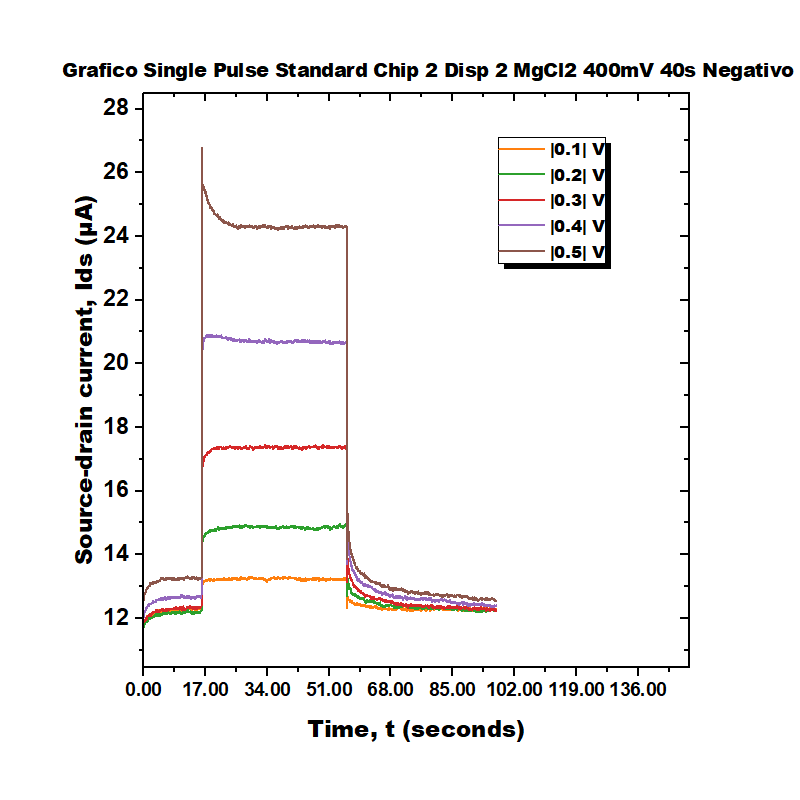 Grafico Single Pulse Standard Chip 2 Disp 2 MgCl2 400mV 40s Negativo
28
26
24
22
20
18
16
14
12
Source-drain current, Ids (µA)
|0.1| V
|0.2| V
|0.3| V
|0.4| V
|0.5| V
0.00 17.00 34.00 51.00 68.00 85.00 102.00 119.00 136.00
Time, t (seconds)